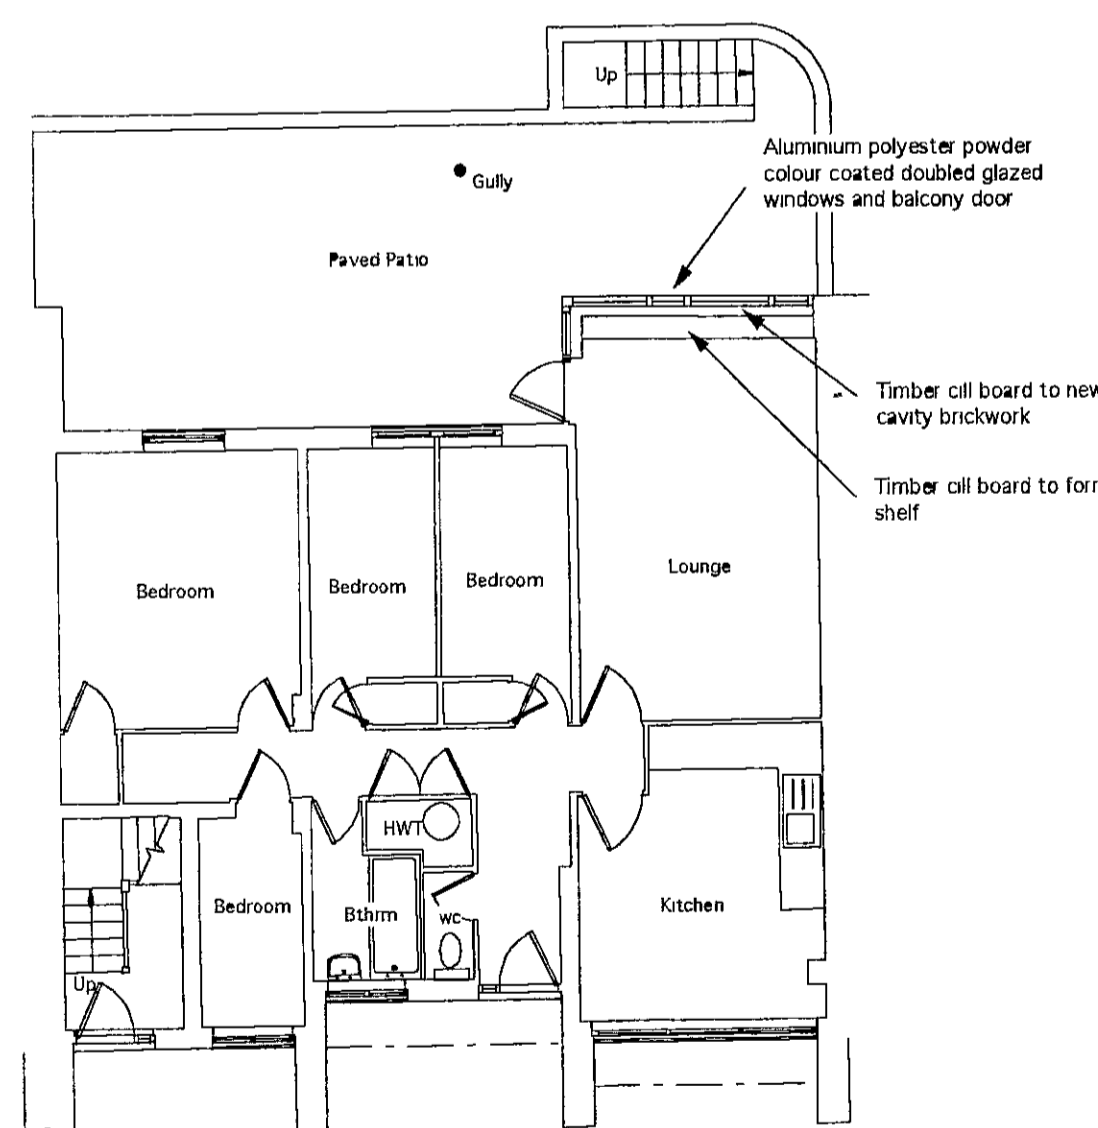 Up
Aluminium polyester powder
colour coated doubled glazed
windows and balcony door
Gully
Paved Patio
Timber cill board to new
cavity brickwork
Timber cill board to for
shelf
Lounge
Bedroom
Bedroom
Bedroom
HWT
Bedroom
Bthrm
wc
Kitchen
Up